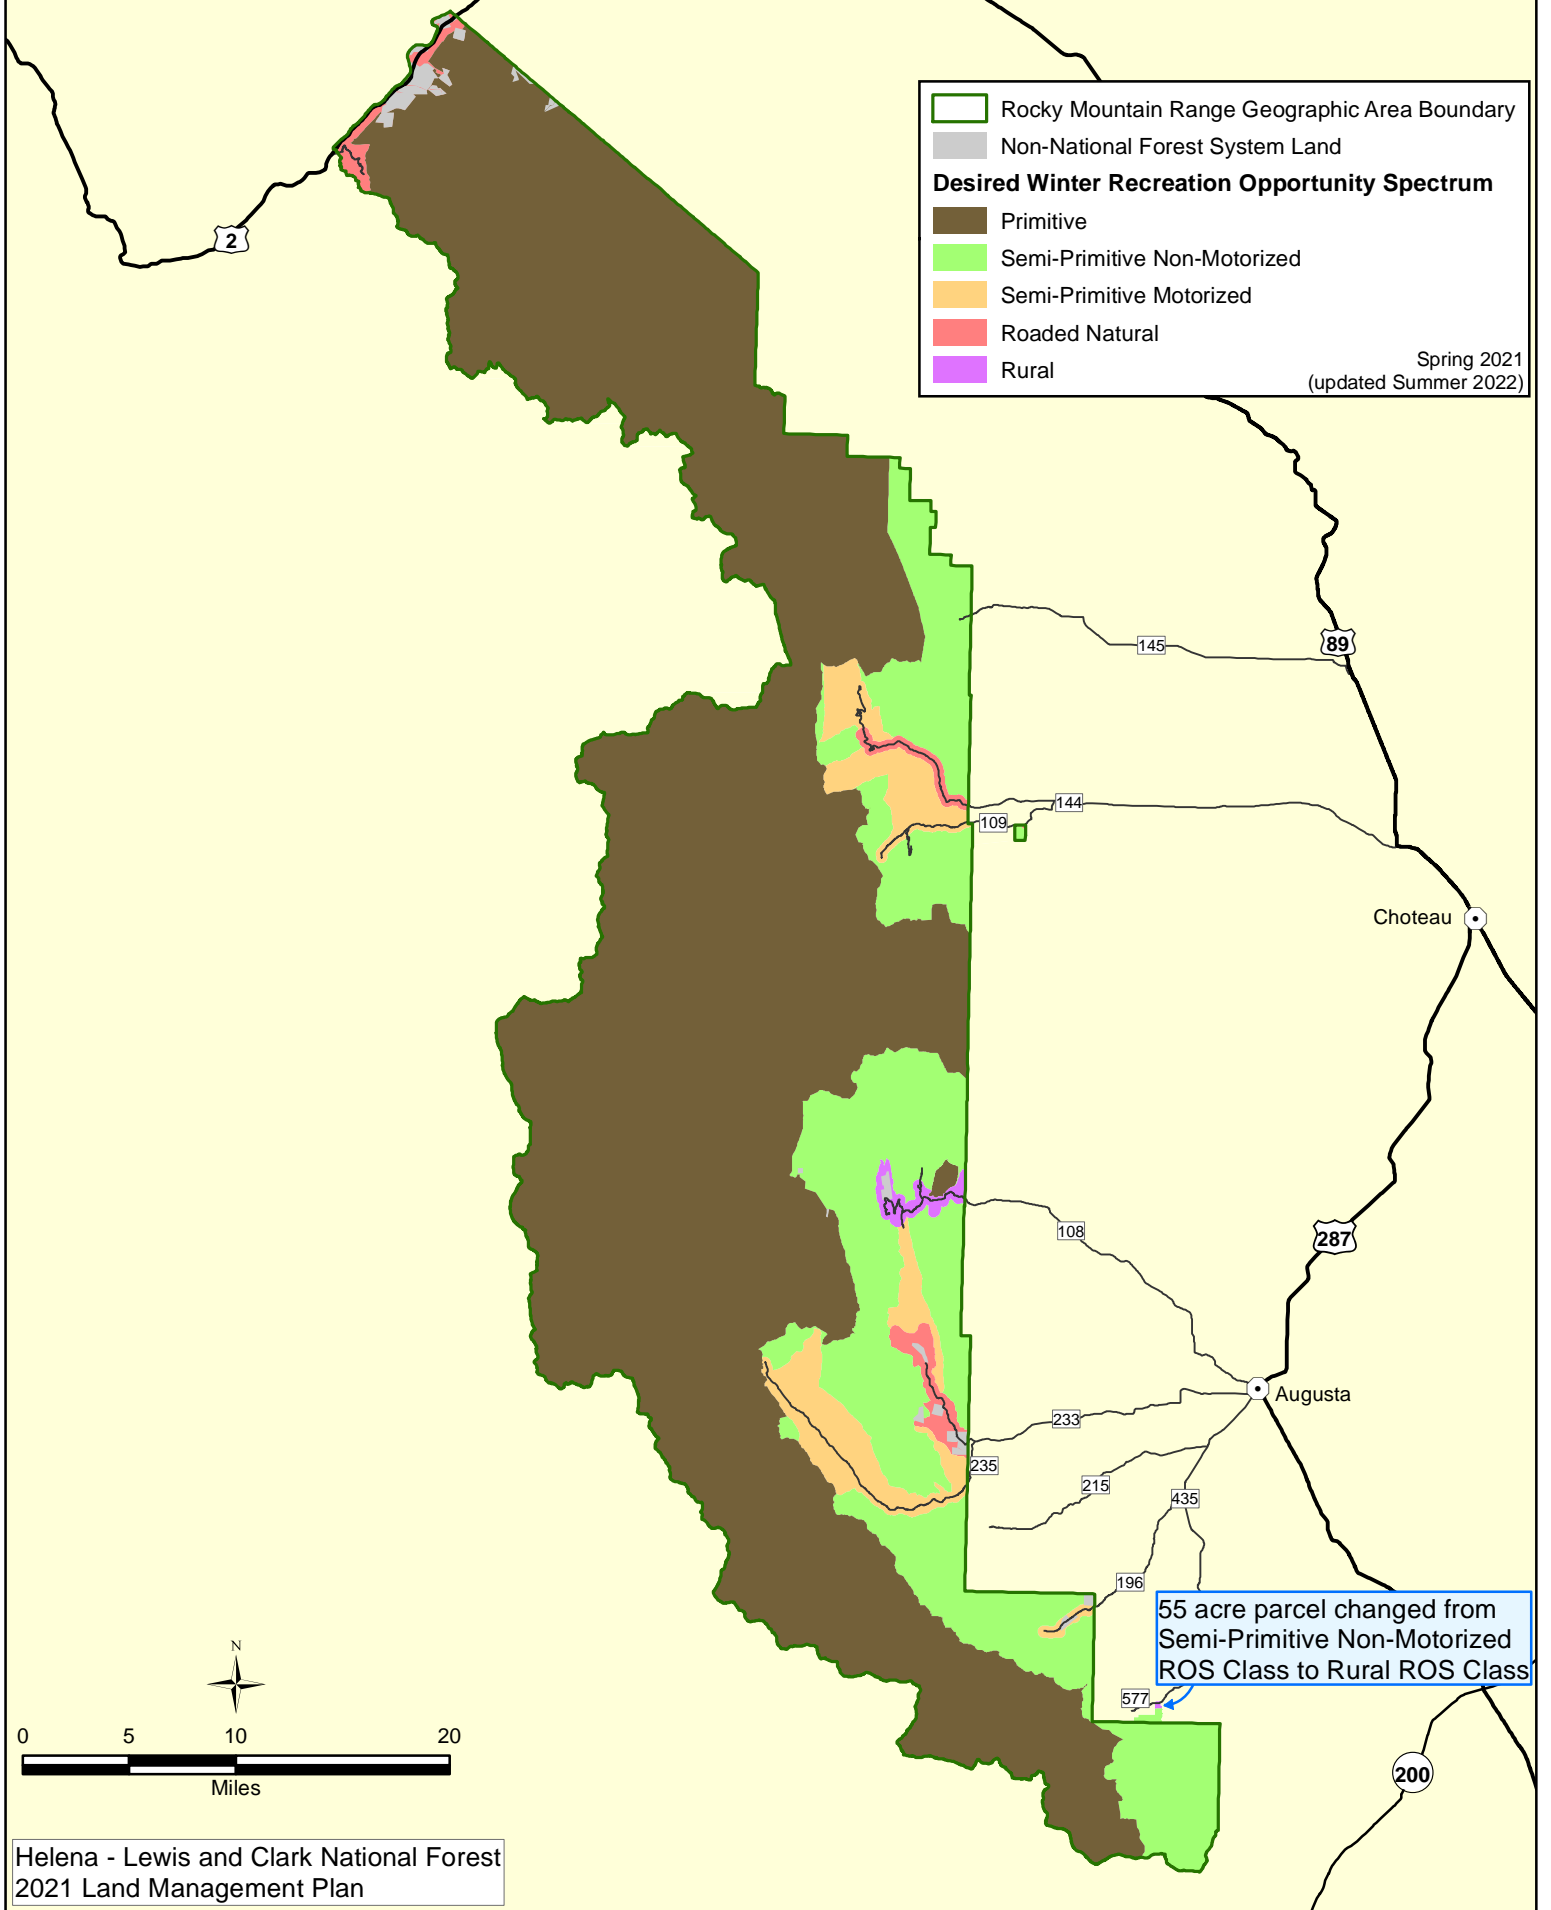 Rocky Mountain Range Geographic Area Boundary
Non-National Forest System Land
Desired Winter Recreation Opportunity Spectrum
Primitive
Semi-Primitive Non-Motorized
Semi-Primitive Motorized
Roaded Natural
Rural
Spring 2021
(updated Summer 2022)
2
89
145
144
109
Choteau
108
287
Augusta
233
235
215
435
196
55 acre parcel changed from
Semi-Primitive Non-Motorized
ROS Class to Rural ROS Class
577
200
N
0 5 10 20
Miles
Helena - Lewis and Clark National Forest
2021 Land Management Plan